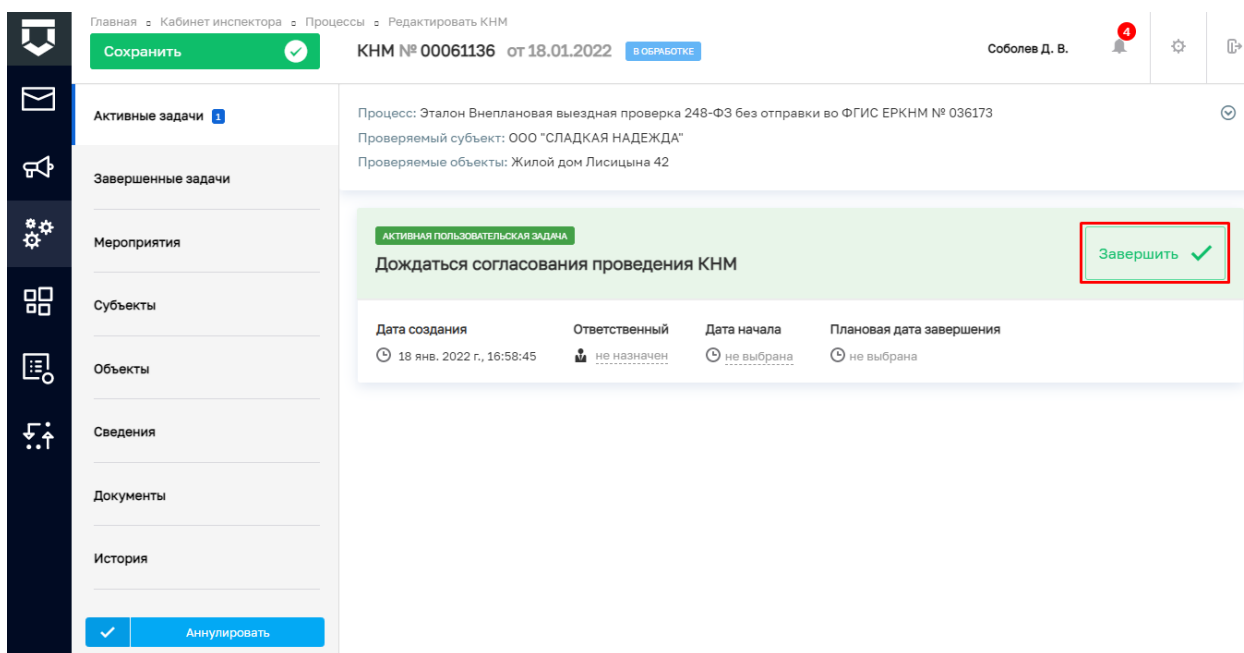 Главная Кабинет инспектора Процессы Редактировать КНМ
Сохранить
КНМ № 00061136 от 18.01.2022 В ОБРАБОТКЕ
Соболев Д. В.
4
Активные задачи 1
Завершенные задачи
Мероприятия
Субъекты
Объекты
Сведения
Документы
История
Аннулировать
Процесс: Эталон Внеплановая выездная проверка 248-ФЗ без отправки во ФГИС ЕРКНМ № 036173
Проверяемый субъект: ООО "СЛАДКАЯ НАДЕЖДА"
Проверяемые объекты: Жилой дом Лисицына 42
АКТИВНАЯ ПОЛЬЗОВАТЕЛЬСКАЯ ЗАДАЧА
Дождаться согласования проведения КНМ
Завершить
Дата создания Ответственный Дата начала Плановая дата завершения
18 янв. 2022 г., 16:58:45 не назначен не выбрана не выбрана